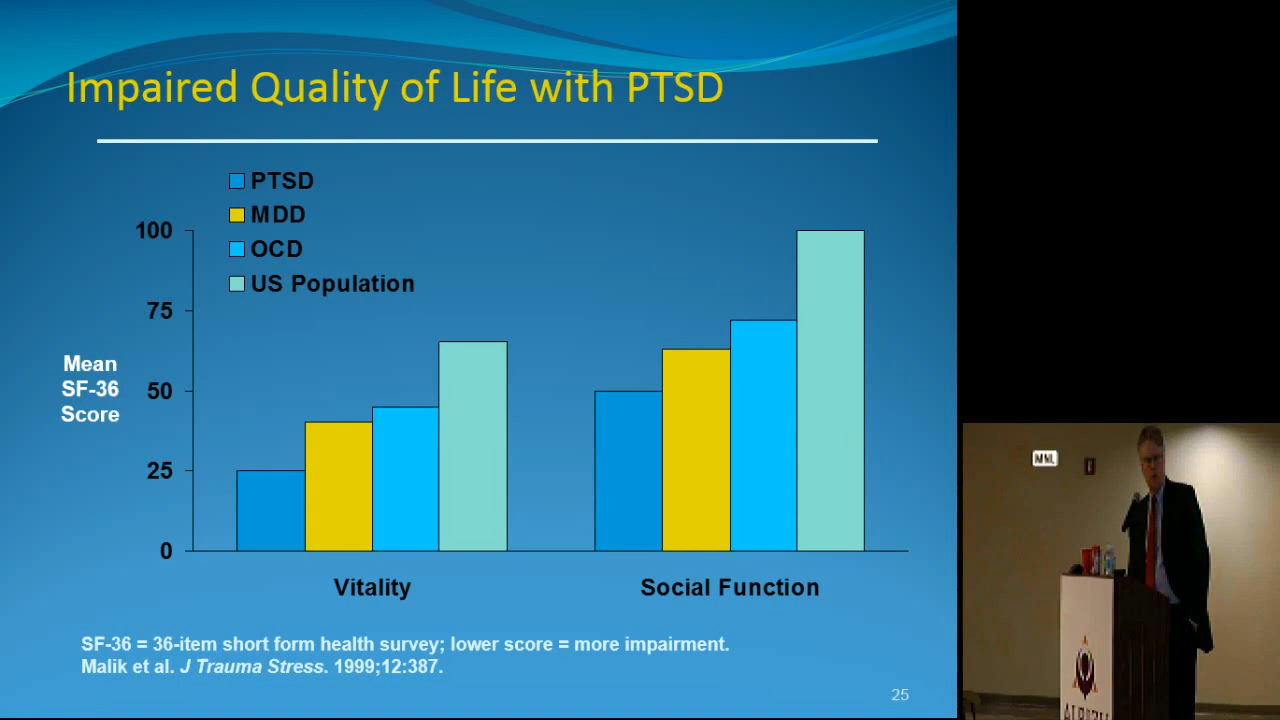 Impaired Quality of Life with PTSD
PTSD
MDD
OCD
US Population
100
75
50
25
0
Mean
SF-36
Score
Vitality
Social Function
SF-36 = 36-item short form health survey; lower score = more impairment.
Malik et al. J Trauma Stress. 1999;12:387.
25